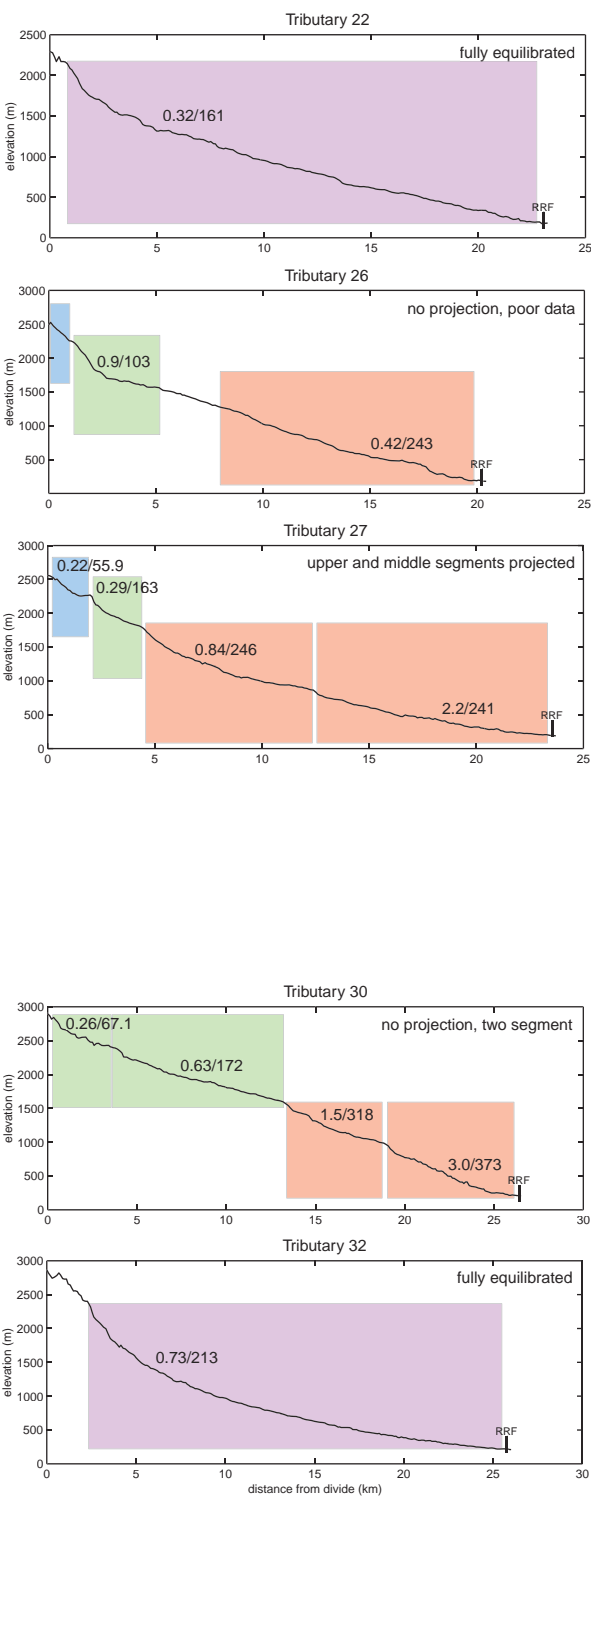 Tributary 22
2500
2000
1500
1000
500
0
elevation (m)
fully equilibrated
0.32/161
RRF
0 5 10 15 20 25
Tributary 26
3000
2500
2000
1500
1000
500
elevation (m)
no projection, poor data
0.9/103
0.42/243
RRF
0 5 10 15 20 25
Tributary 27
3000
2500
2000
1500
1000
500
0
elevation (m)
0.22/55.9
upper and middle segments projected
0.29/163
0.84/246
2.2/241
RRF
0 5 10 15 20 25
Tributary 30
3000
2500
2000
1500
1000
500
0
elevation (m)
0.26/67.1
no projection, two segment
0.63/172
1.5/318
3.0/373
RRF
0 5 10 15 20 25 30
Tributary 32
3000
2500
2000
1500
1000
500
0
elevation (m)
fully equilibrated
0.73/213
RRF
0 5 10 15 20 25 30
distance from divide (km)